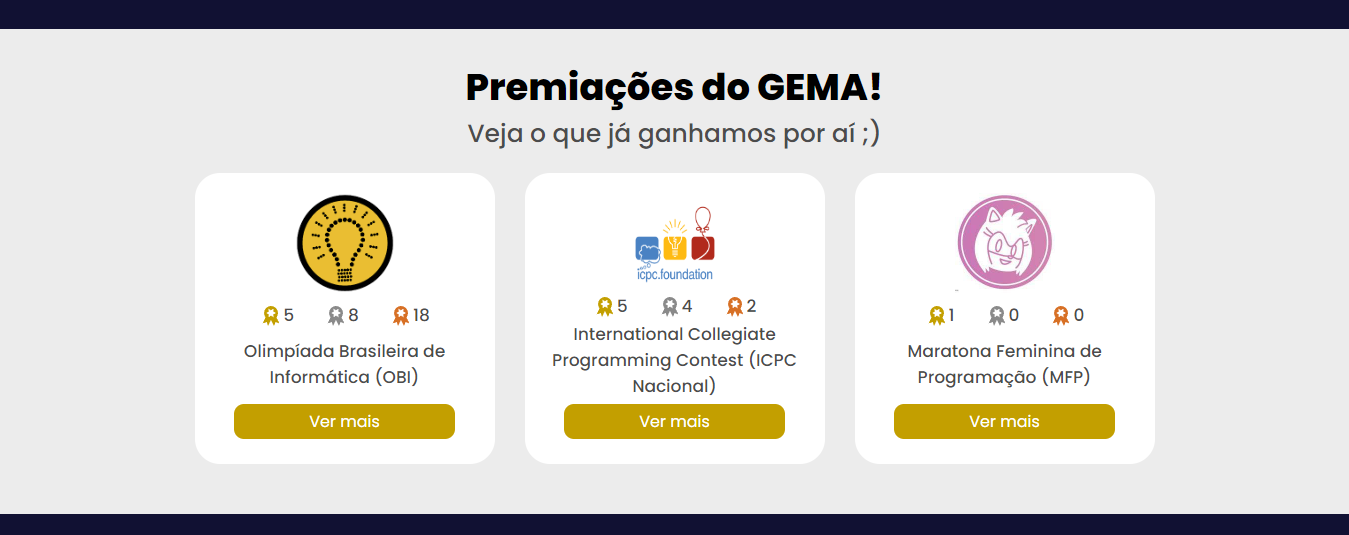 Premiações do GEMA!
Veja o que já ganhamos por aí ;)
5 8 18
Olimpíada Brasileira de
Informática (OBI)
Ver mais
icpc.foundation
5 4 2
International Collegiate
Programming Contest (ICPC
Nacional)
Ver mais
1 0 0
Maratona Feminina de
Programação (MFP)
Ver mais